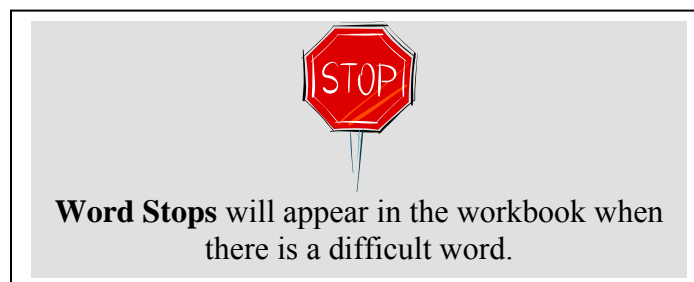 STOP
Word Stops will appear in the workbook when
there is a difficult word.